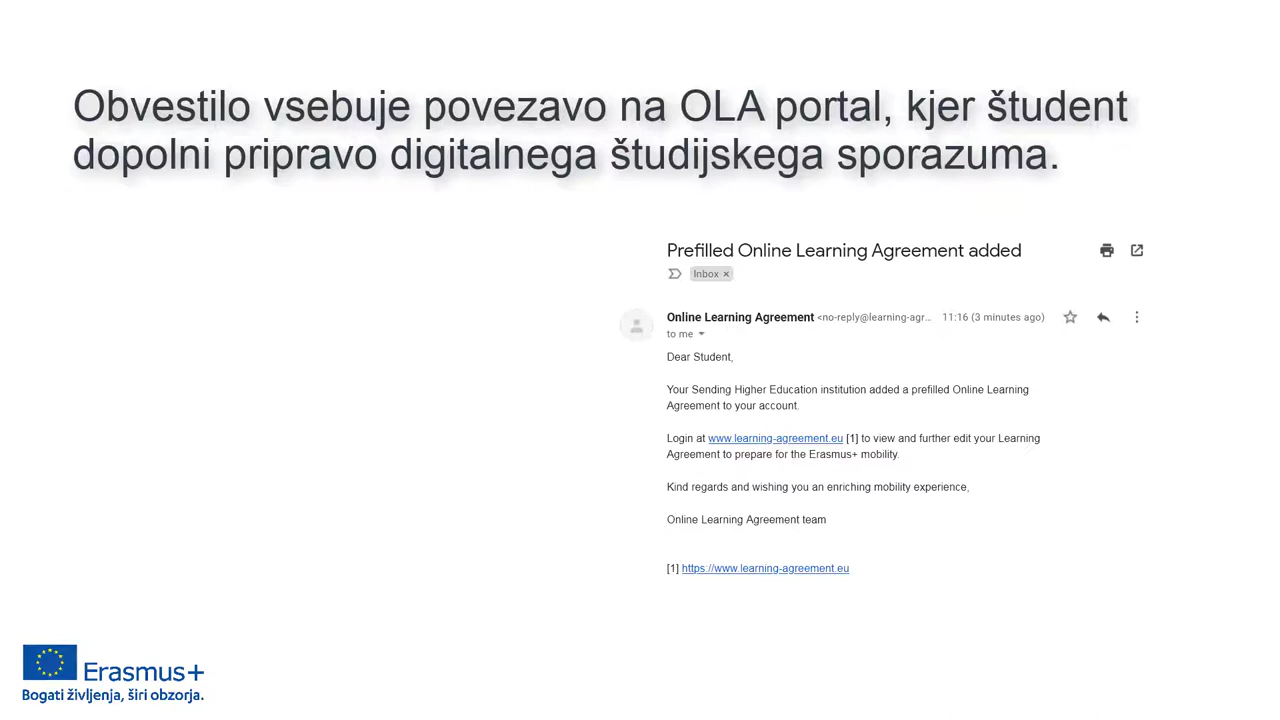 Obvestilo vsebuje povezavo na OLA portal, kjer študent
dopolni pripravo digitalnega študijskega sporazuma.
Prefilled Online Learning Agreement added
Inbox ×
Online Learning Agreement <no-reply@learning-agr... 11:16 (3 minutes ago)
to me
Dear Student,
Your Sending Higher Education institution added a prefilled Online Learning
Agreement to your account.
Login at www.learning-agreement.eu [1] to view and further edit your Learning
Agreement to prepare for the Erasmus+ mobility.
Kind regards and wishing you an enriching mobility experience,
Online Learning Agreement team
[1] https://www.learning-agreement.eu
Erasmus+
Bogati življenja, širi obzorja.